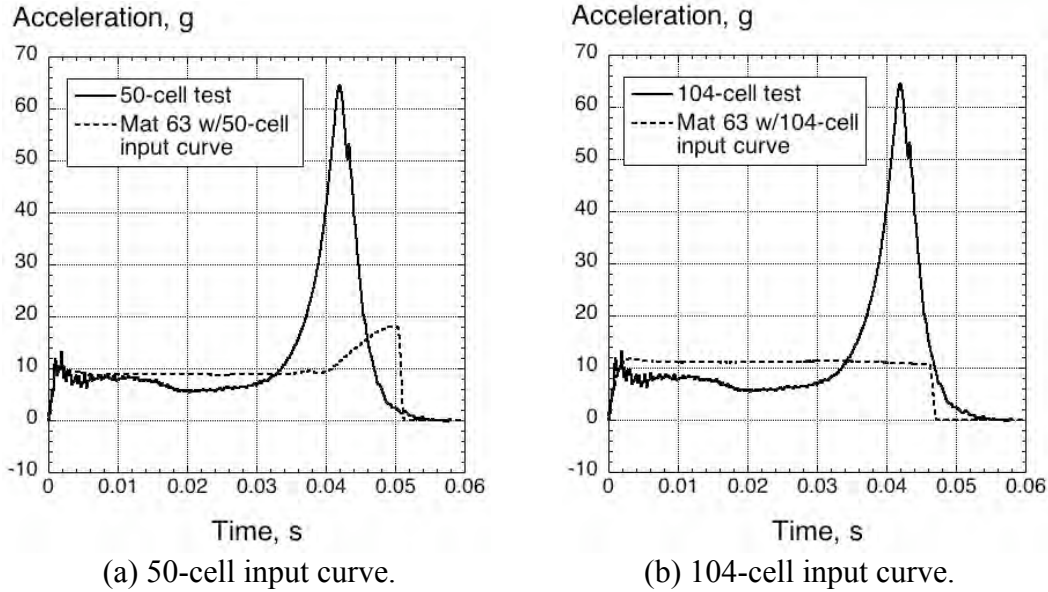 Acceleration, g
70
60
50
40
30
20
10
0
-10
50-cell test
Mat 63 w/50-cell
input curve
0 0.01 0.02 0.03 0.04 0.05 0.06
Time, s
(a) 50-cell input curve.
Acceleration, g
70
60
50
40
30
20
10
0
-10
104-cell test
Mat 63 w/104-cell
input curve
0 0.01 0.02 0.03 0.04 0.05 0.06
Time, s
(b) 104-cell input curve.